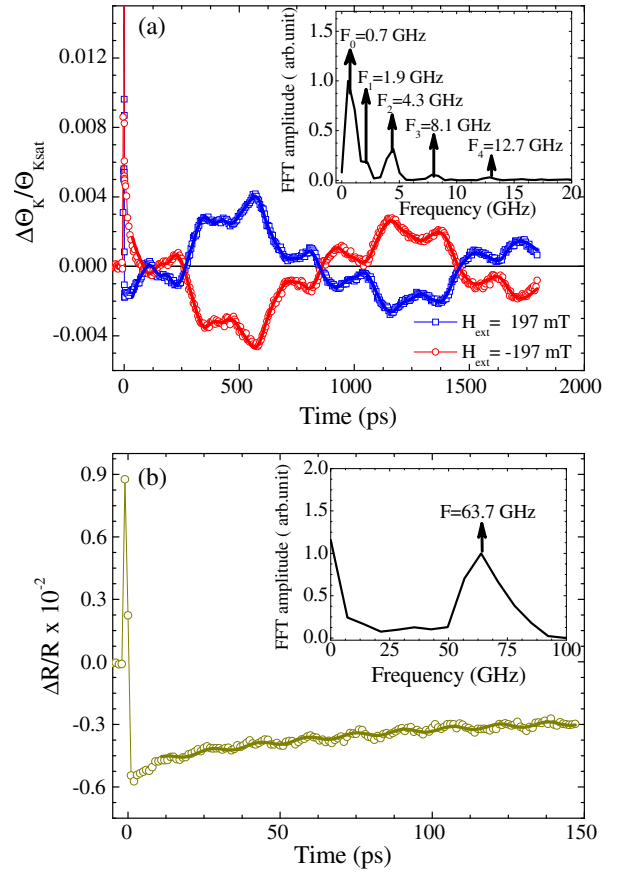 (a)
F₀=0.7 GHz
F₁=1.9 GHz
F₂=4.3 GHz
F₃=8.1 GHz
F₄=12.7 GHz
FFT amplitude ( arb.unit)
1.5
1.0
0.5
0.0
0 5 10 15 20
Frequency (GHz)
ΔΘ_K/Θ_Ksat
0.012
0.008
0.004
0.000
-0.004
H_ext= 197 mT
H_ext= -197 mT
0 500 1000 1500 2000
Time (ps)
(b)
FFT amplitude ( arb.unit)
2.0
1.5
1.0
0.5
0.0
F=63.7 GHz
0 25 50 75 100
Frequency (GHz)
ΔR/R x 10⁻²
0.9
0.6
0.3
0.0
-0.3
-0.6
0 50 100 150
Time (ps)